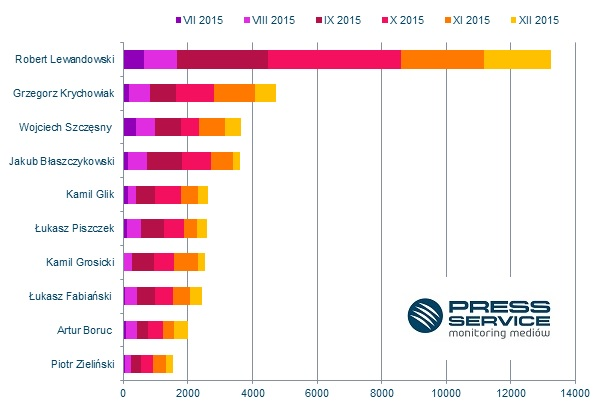 VII 2015 VIII 2015 IX 2015 X 2015 XI 2015 XII 2015
Robert Lewandowski
Grzegorz Krychowiak
Wojciech Szczęsny
Jakub Błaszczykowski
Kamil Glik
Łukasz Piszczek
Kamil Grosicki
Łukasz Fabiański
Artur Boruc
Piotr Zieliński
PRESS
SERVICE
monitoring mediów
0 2000 4000 6000 8000 10000 12000 14000